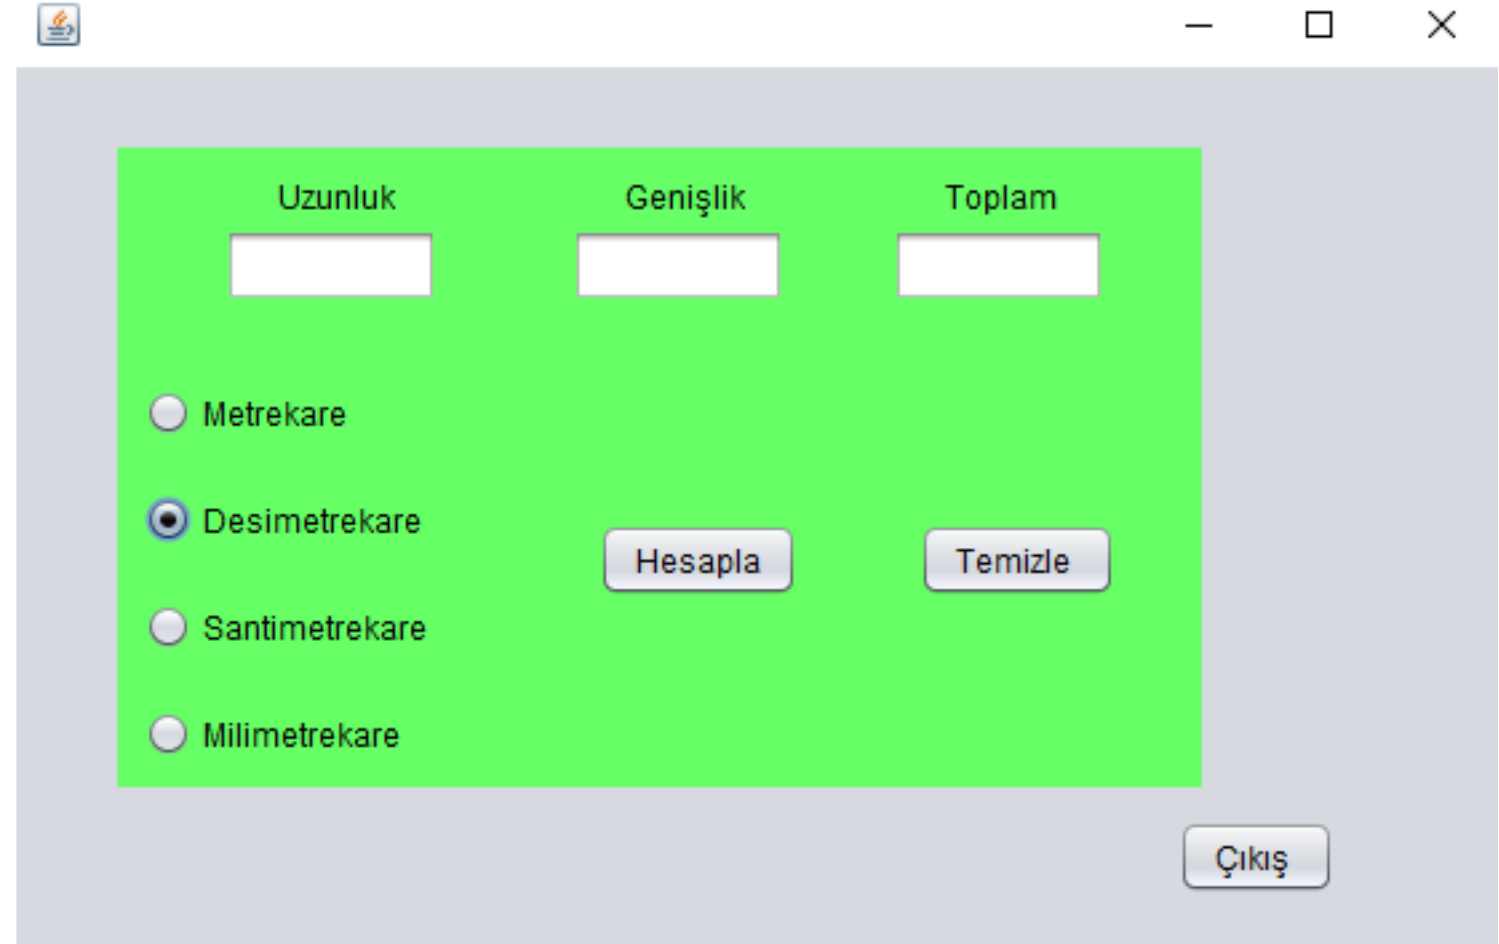 Uzunluk Genişlik Toplam
Metrekare
Desimetrekare
Hesapla Temizle
Santimetrekare
Milimetrekare
Çıkış